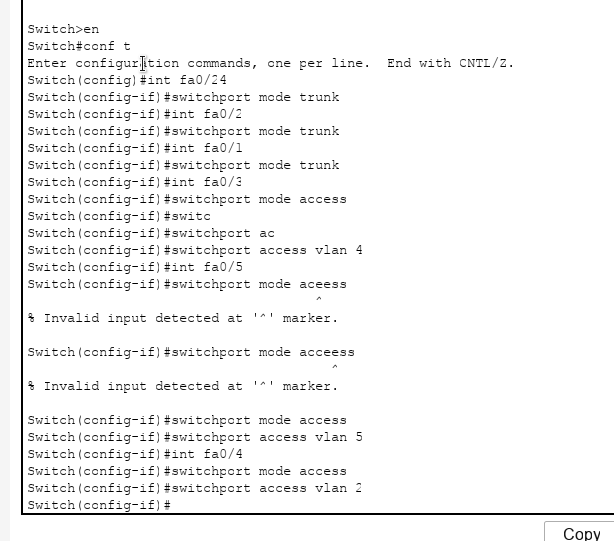 Switch>en
Switch#conf t
Enter configuration commands, one per line.  End with CNTL/Z.
Switch(config)#int fa0/24
Switch(config-if)#switchport mode trunk
Switch(config-if)#int fa0/2
Switch(config-if)#switchport mode trunk
Switch(config-if)#int fa0/1
Switch(config-if)#switchport mode trunk
Switch(config-if)#int fa0/3
Switch(config-if)#switchport mode access
Switch(config-if)#switc
Switch(config-if)#switchport ac
Switch(config-if)#switchport access vlan 4
Switch(config-if)#int fa0/5
Switch(config-if)#switchport mode aceess
^
% Invalid input detected at '^' marker.
Switch(config-if)#switchport mode acceess
^
% Invalid input detected at '^' marker.
Switch(config-if)#switchport mode access
Switch(config-if)#switchport access vlan 5
Switch(config-if)#int fa0/4
Switch(config-if)#switchport mode access
Switch(config-if)#switchport access vlan 2
Switch(config-if)#
Copy